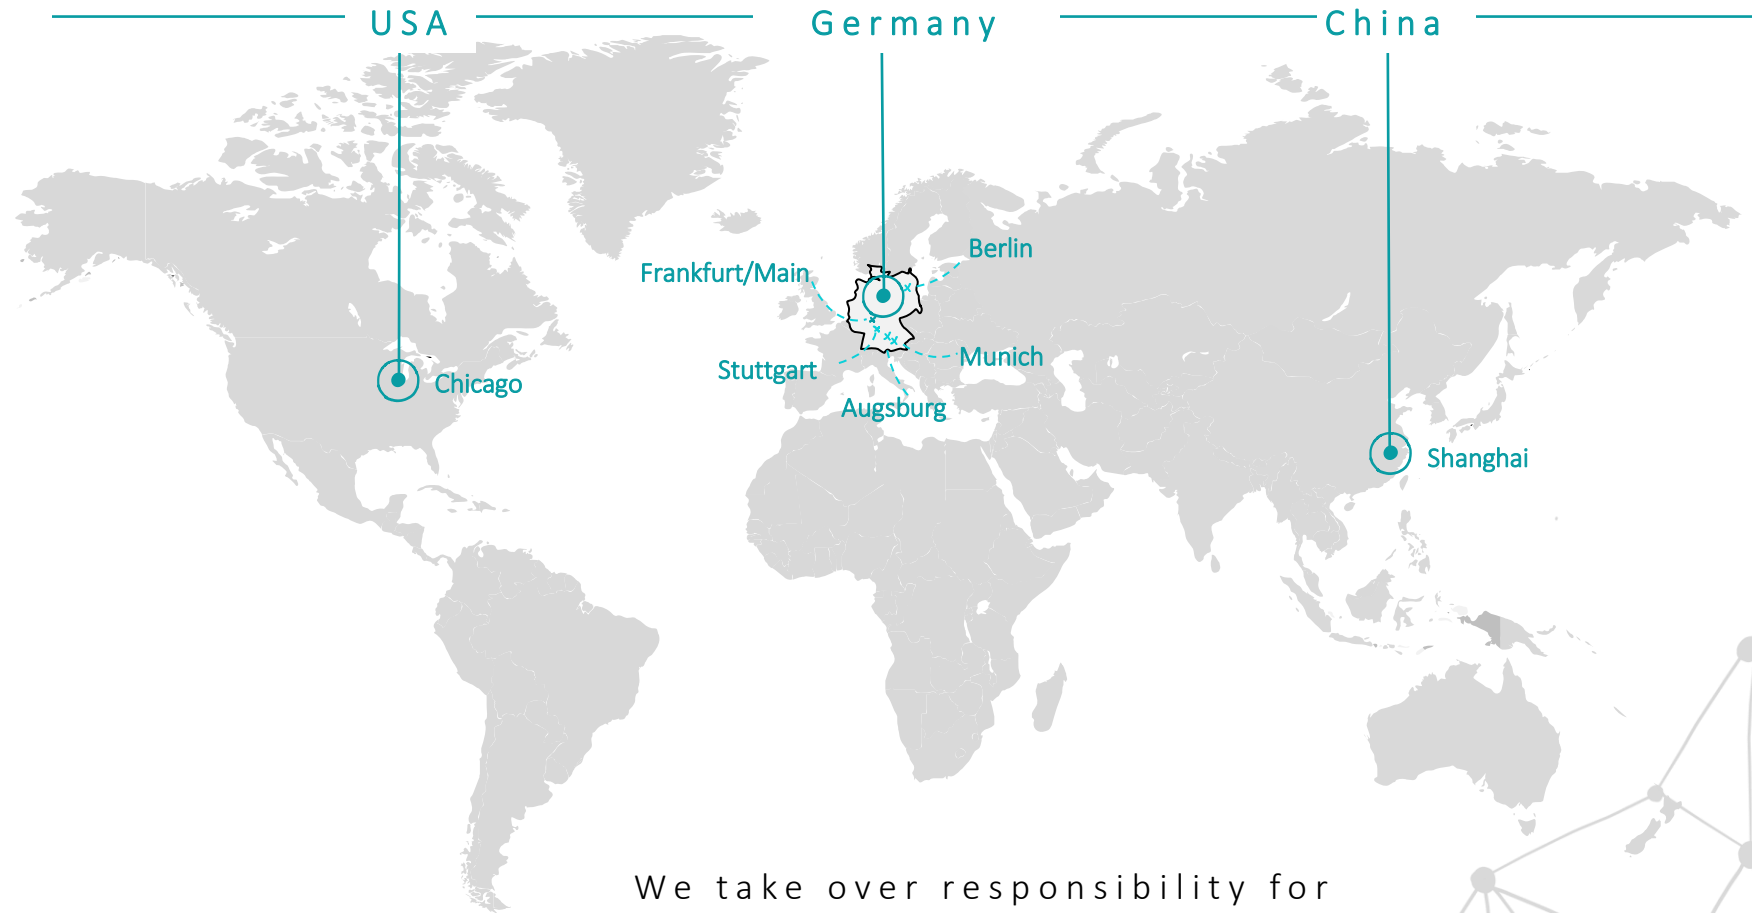 USA
Germany
China
Berlin
Frankfurt/Main
Munich
Stuttgart
Chicago
Augsburg
Shanghai
We take over responsibility for